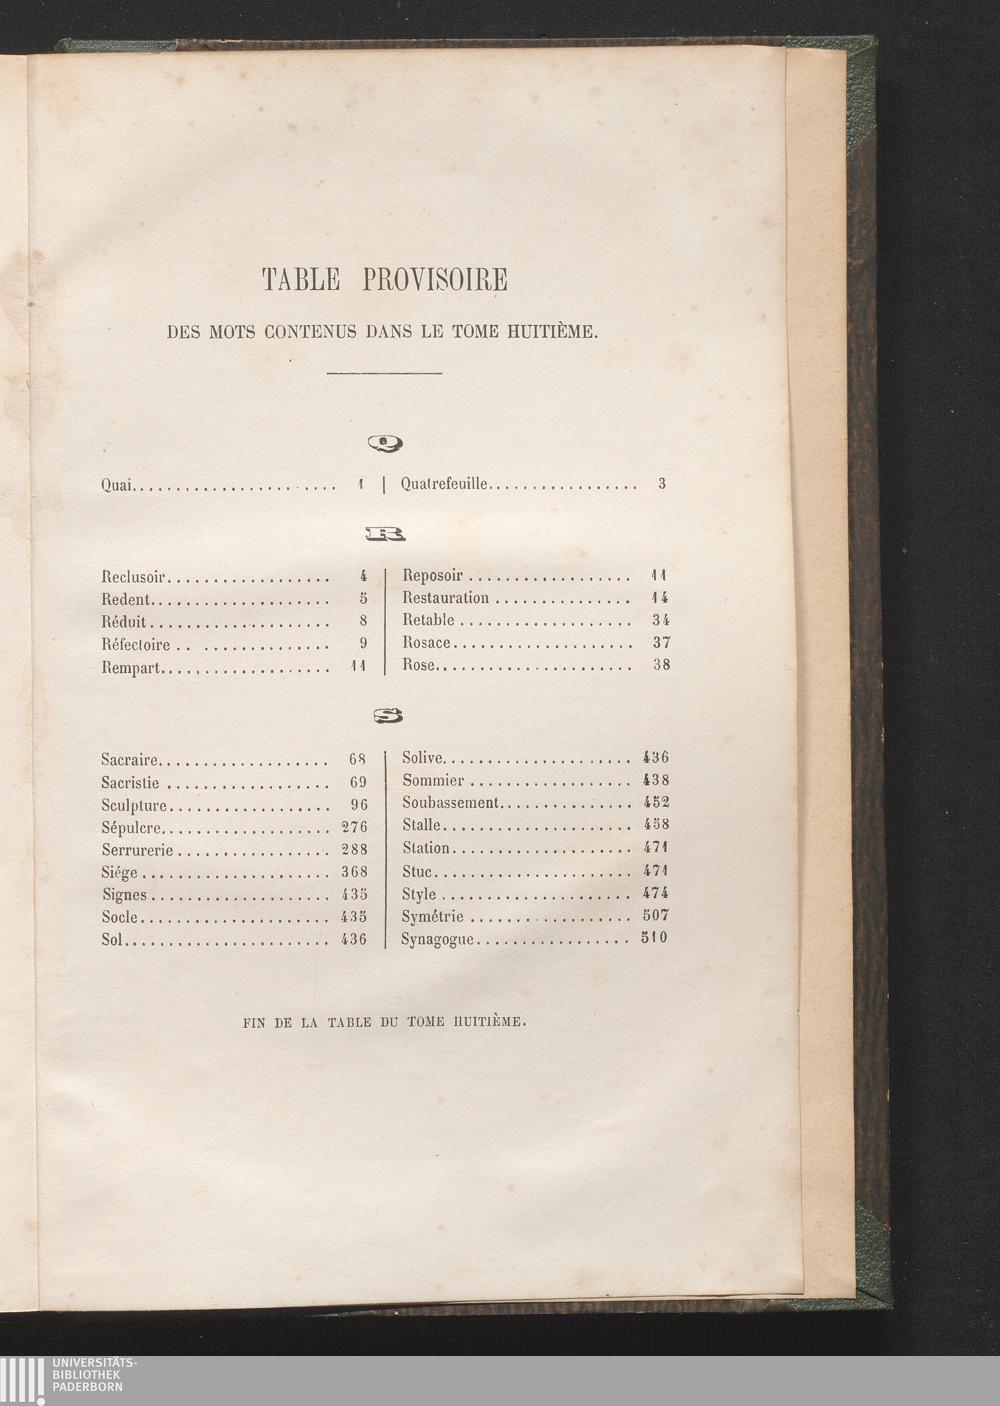 TABLE PROVISOIRE
DES MOTS CONTENUS DANS LE TOME HUITIÈME.
Q
Quai........................ 1
Quatrefeuille................. 3
R
Reclusoir.................. 4
Redent.................... 5
Réduit.................... 8
Réfectoire................. 9
Rempart................... 11
Reposoir.................. 11
Restauration............... 14
Retable................... 34
Rosace.................... 37
Rose...................... 38
S
Sacraire................... 68
Sacristie.................. 69
Sculpture.................. 96
Sépulcre................... 276
Serrurerie................. 288
Siége..................... 368
Signes.................... 435
Socle..................... 435
Sol....................... 436
Solive..................... 436
Sommier.................. 438
Soubassement............... 452
Stalle..................... 458
Station.................... 471
Stuc...................... 471
Style..................... 474
Symétrie.................. 507
Synagogue................. 510
FIN DE LA TABLE DU TOME HUITIÈME.
UNIVERSITÄTS-
BIBLIOTHEK
PADERBORN